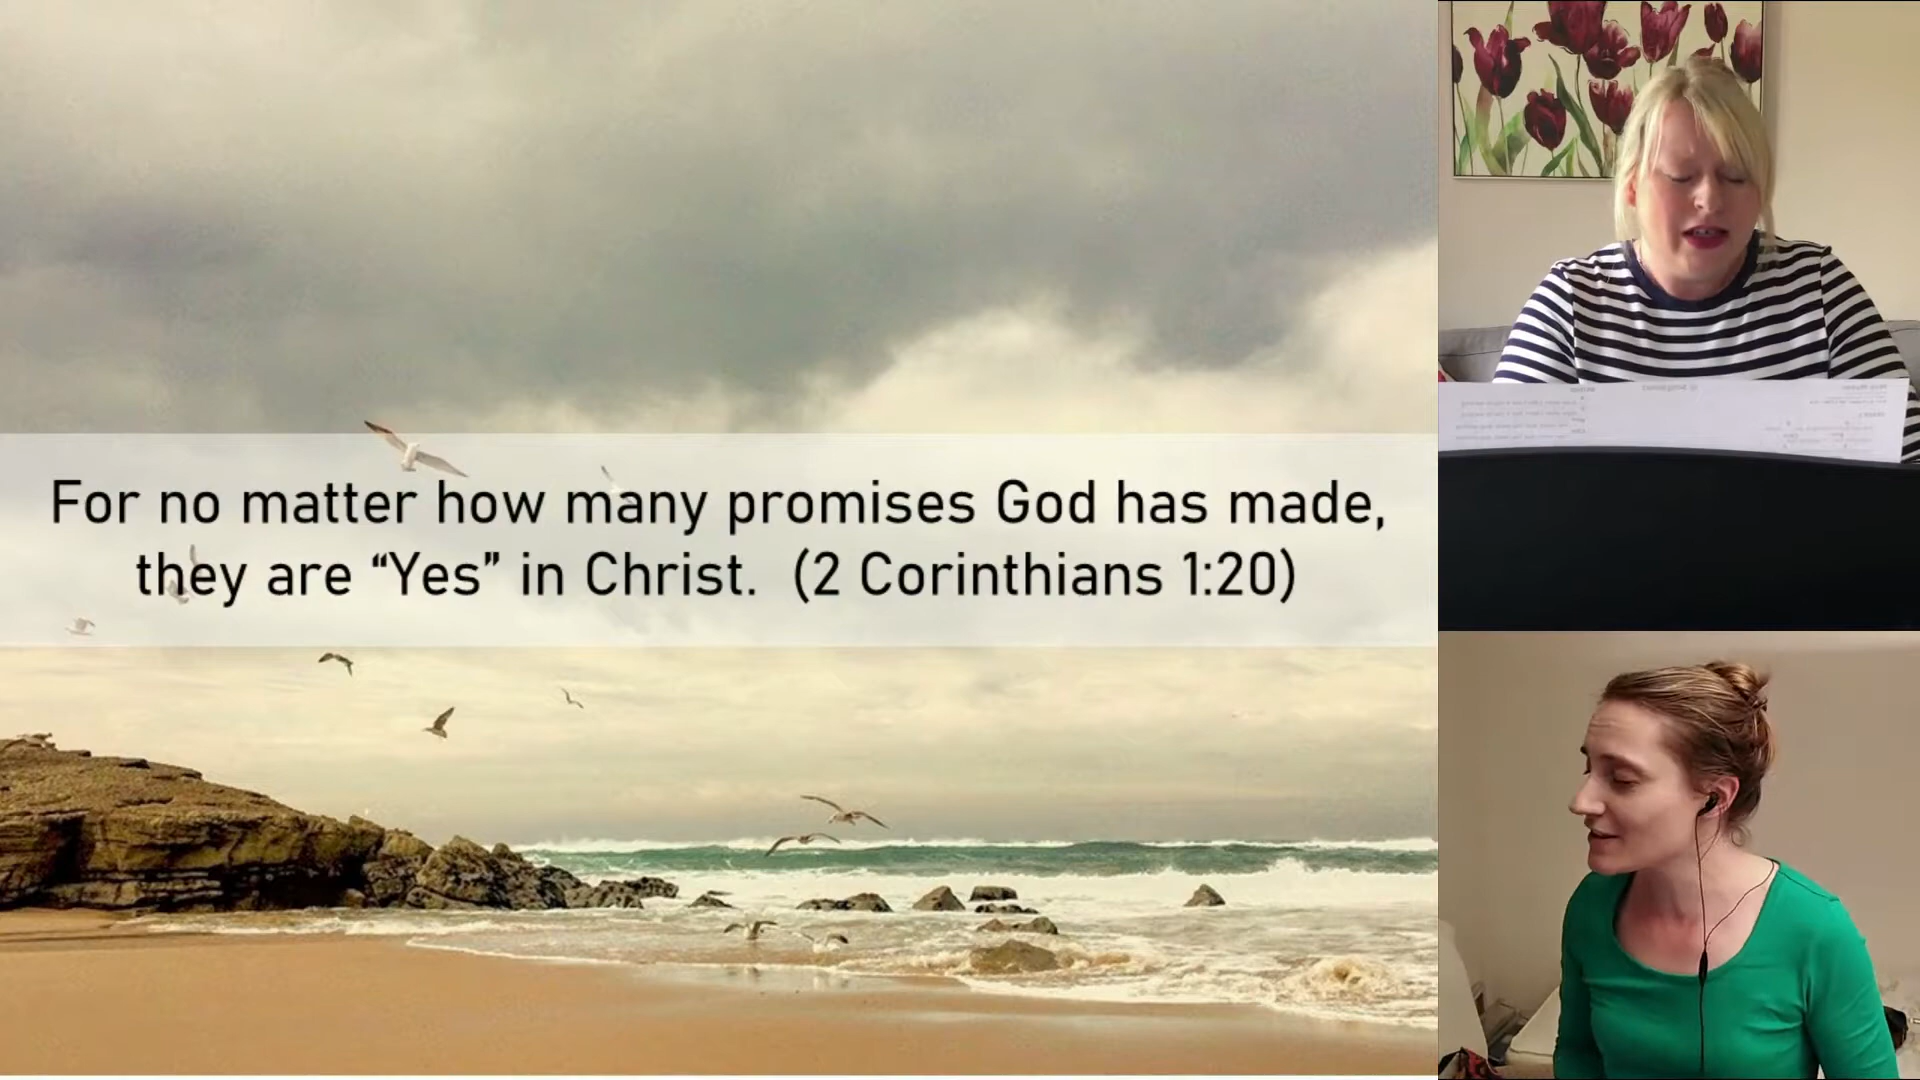 For no matter how many promises God has made,
they are “Yes” in Christ.  (2 Corinthians 1:20)